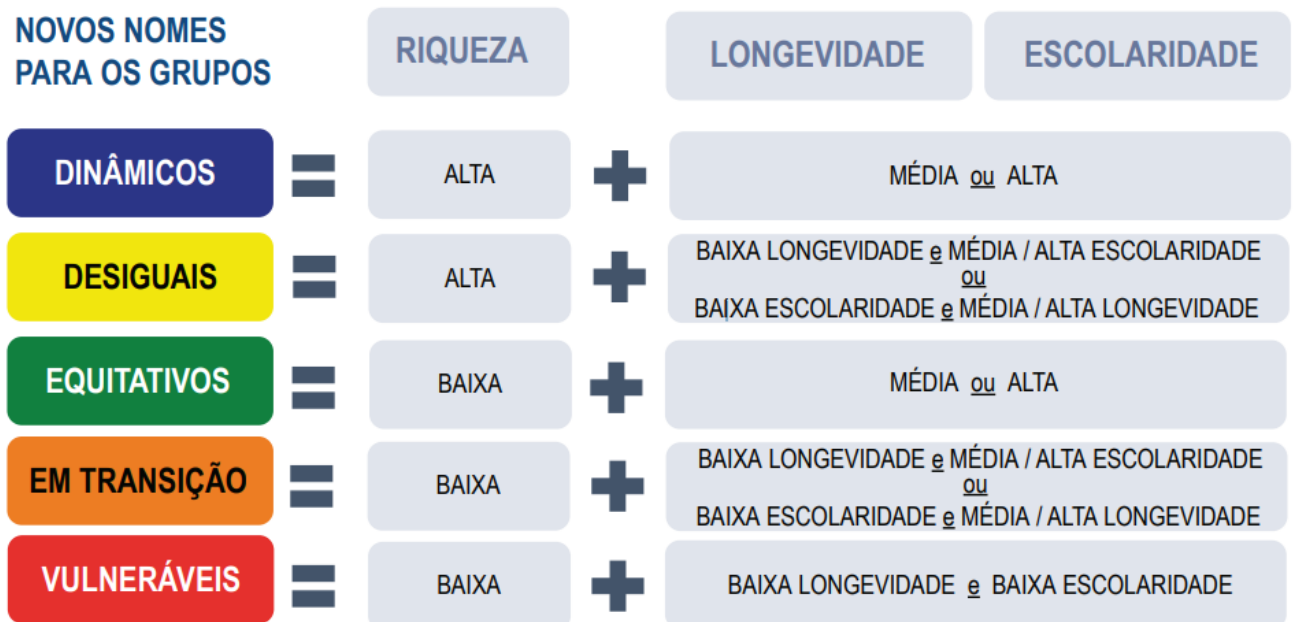 NOVOS NOMES
PARA OS GRUPOS
RIQUEZA
LONGEVIDADE
ESCOLARIDADE
DINÂMICOS
ALTA
MÉDIA ou ALTA
DESIGUAIS
ALTA
BAIXA LONGEVIDADE e MÉDIA / ALTA ESCOLARIDADE
ou
BAIXA ESCOLARIDADE e MÉDIA / ALTA LONGEVIDADE
EQUITATIVOS
BAIXA
MÉDIA ou ALTA
EM TRANSIÇÃO
BAIXA
BAIXA LONGEVIDADE e MÉDIA / ALTA ESCOLARIDADE
ou
BAIXA ESCOLARIDADE e MÉDIA / ALTA LONGEVIDADE
VULNERÁVEIS
BAIXA
BAIXA LONGEVIDADE e BAIXA ESCOLARIDADE